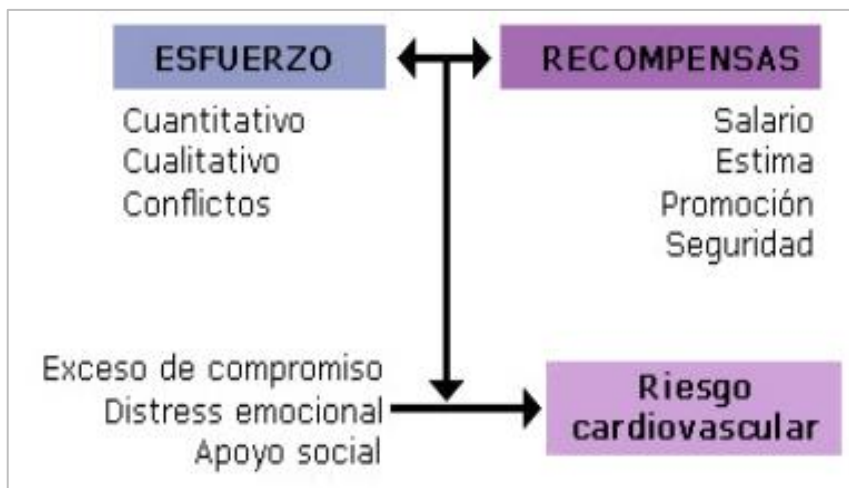 ESFUERZO
RECOMPENSAS
Cuantitativo
Cualitativo
Conflictos
Salario
Estima
Promoción
Seguridad
Exceso de compromiso
Distress emocional
Apoyo social
Riesgo
cardiovascular